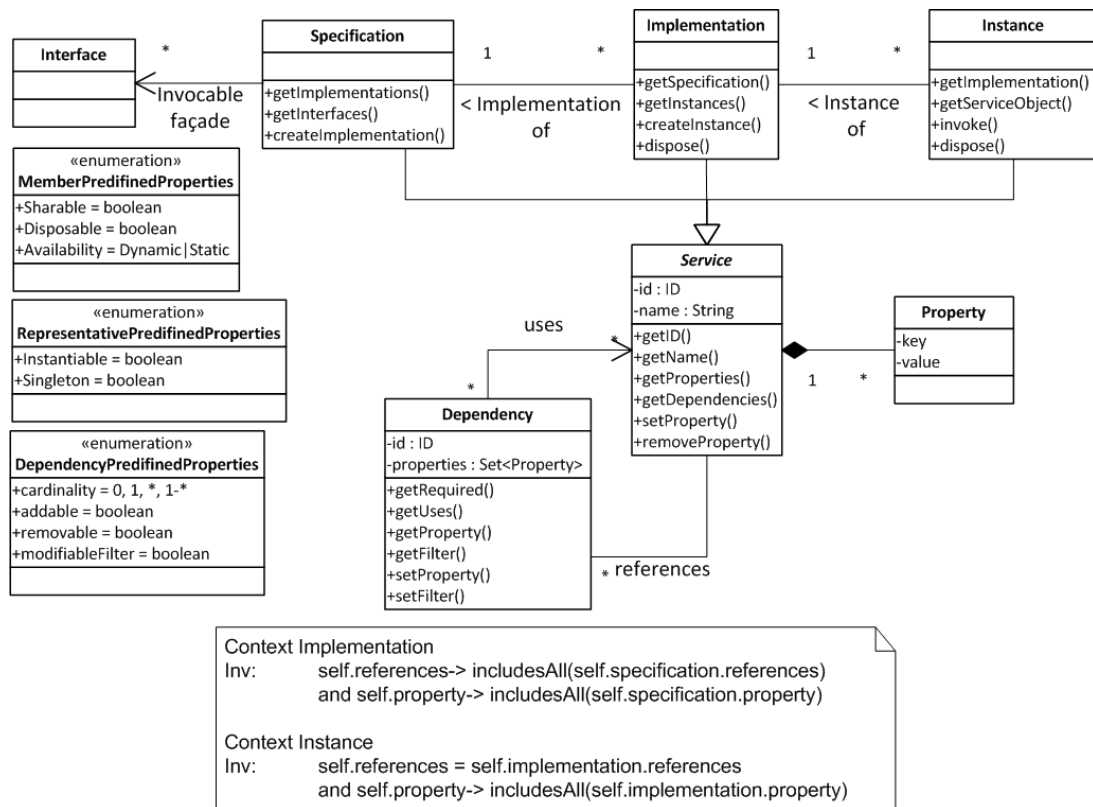 Interface
*
Invocable
façade
Specification
+getImplementations()
+getInterfaces()
+createImplementation()
1
*
< Implementation
of
Implementation
+getSpecification()
+getInstances()
+createInstance()
+dispose()
1
*
< Instance
of
Instance
+getImplementation()
+getServiceObject()
+invoke()
+dispose()
«enumeration»
MemberPredifinedProperties
+Sharable = boolean
+Disposable = boolean
+Availability = Dynamic|Static
«enumeration»
RepresentativePredifinedProperties
+Instantiable = boolean
+Singleton = boolean
«enumeration»
DependencyPredifinedProperties
+cardinality = 0, 1, *, 1-*
+addable = boolean
+removable = boolean
+modifiableFilter = boolean
Service
-id : ID
-name : String
+getID()
+getName()
+getProperties()
+getDependencies()
+setProperty()
+removeProperty()
uses
*
*
1
*
Property
-key
-value
Dependency
-id : ID
-properties : Set<Property>
+getRequired()
+getUses()
+getProperty()
+getFilter()
+setProperty()
+setFilter()
* references
Context Implementation
Inv: self.references-> includesAll(self.specification.references)
and self.property-> includesAll(self.specification.property)
Context Instance
Inv: self.references = self.implementation.references
and self.property-> includesAll(self.implementation.property)